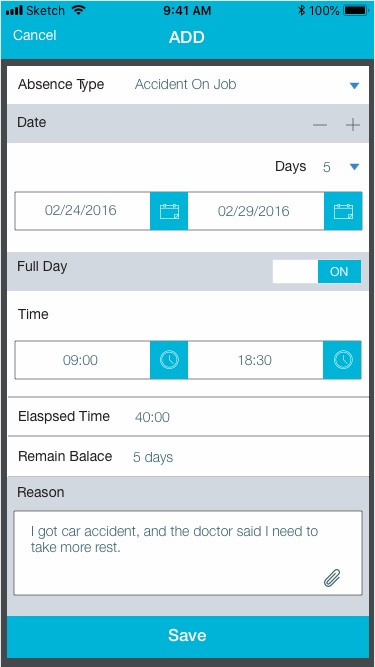 Sketch 9:41 AM 100%
Cancel ADD
Absence Type Accident On Job
Date
Days 5
02/24/2016 02/29/2016
Full Day ON
Time
09:00 18:30
Elaspsed Time 40:00
Remain Balace 5 days
Reason
I got car accident, and the doctor said I need to
take more rest.
Save